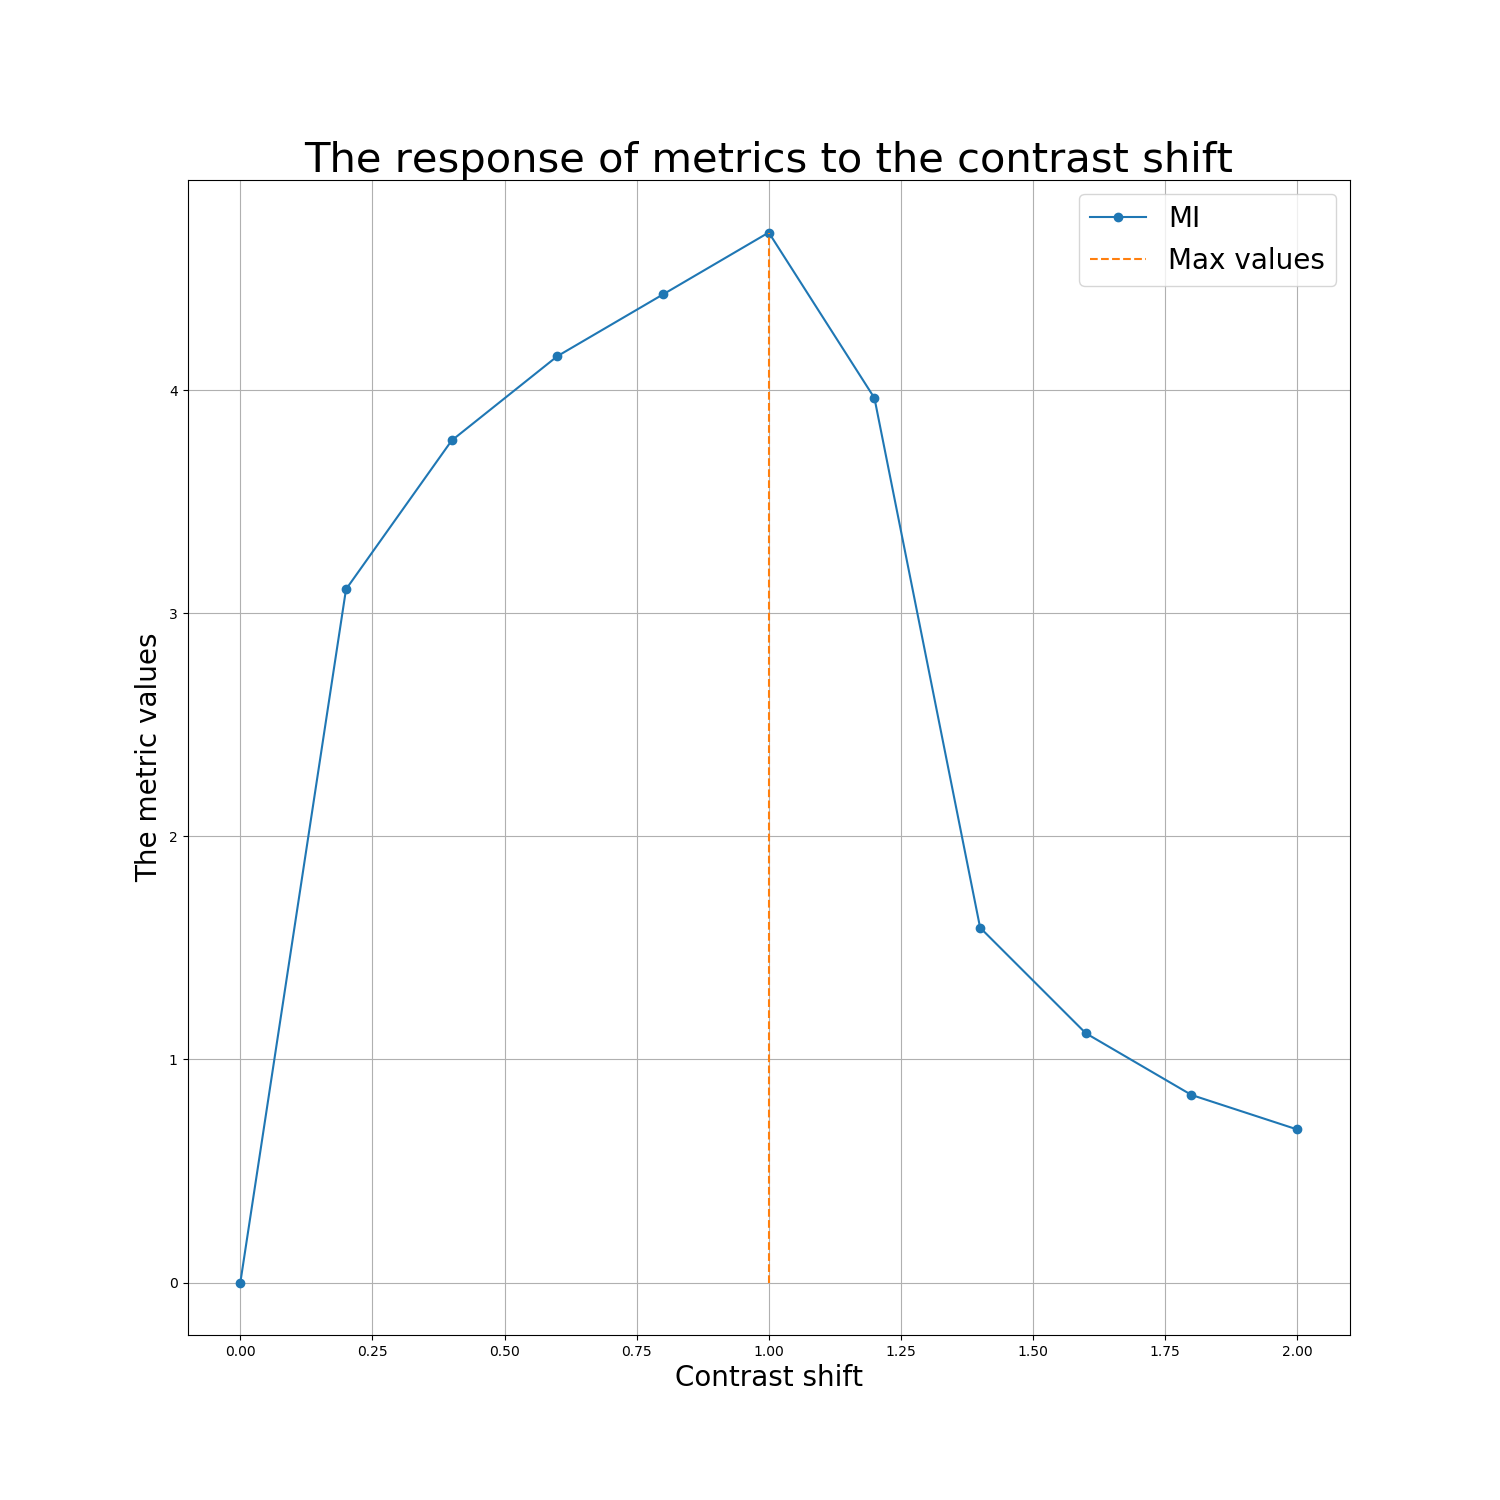 The response of metrics to the contrast shift
MI
Max values
The metric values
4
3
2
1
0
0.00 0.25 0.50 0.75 1.00 1.25 1.50 1.75 2.00
Contrast shift